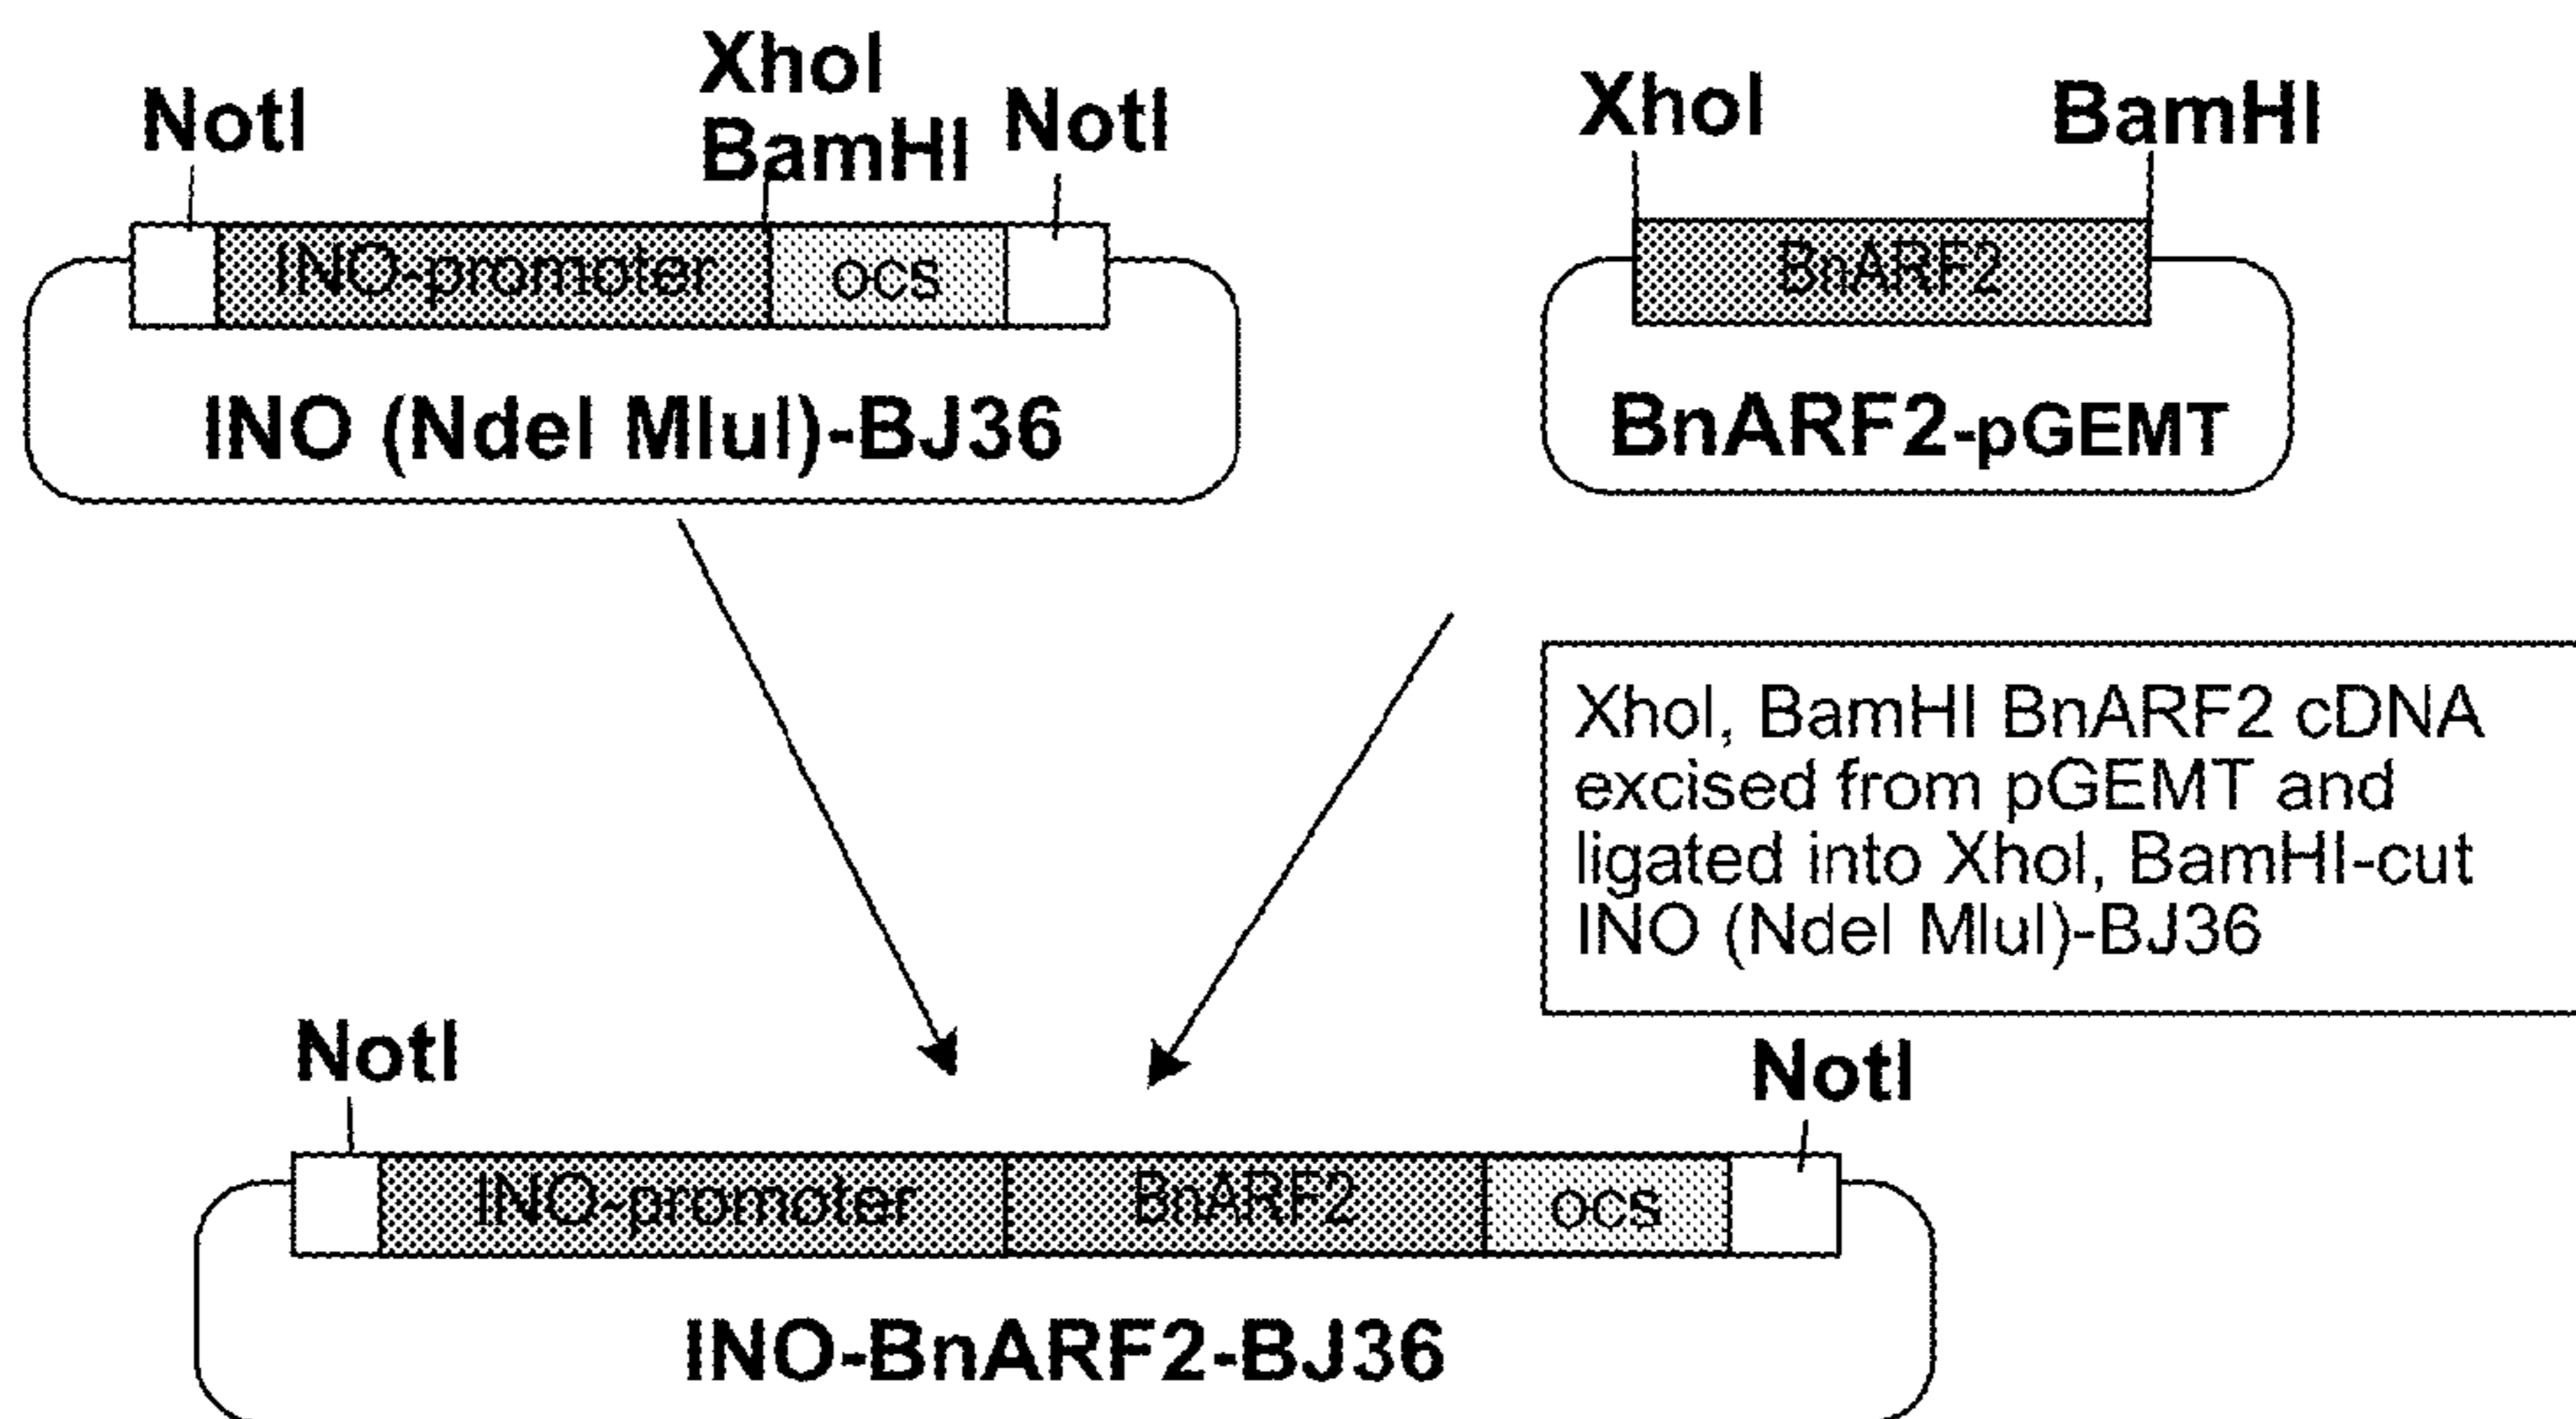 NotI
XhoI
BamHI
NotI
INO-promoter
ocs
INO (NdeI MluI)-BJ36
XhoI
BamHI
BnARF2
BnARF2-pGEMT
XhoI, BamHI BnARF2 cDNA
excised from pGEMT and
ligated into XhoI, BamHI-cut
INO (NdeI MluI)-BJ36
NotI
NotI
INO-promoter
BnARF2
ocs
INO-BnARF2-BJ36